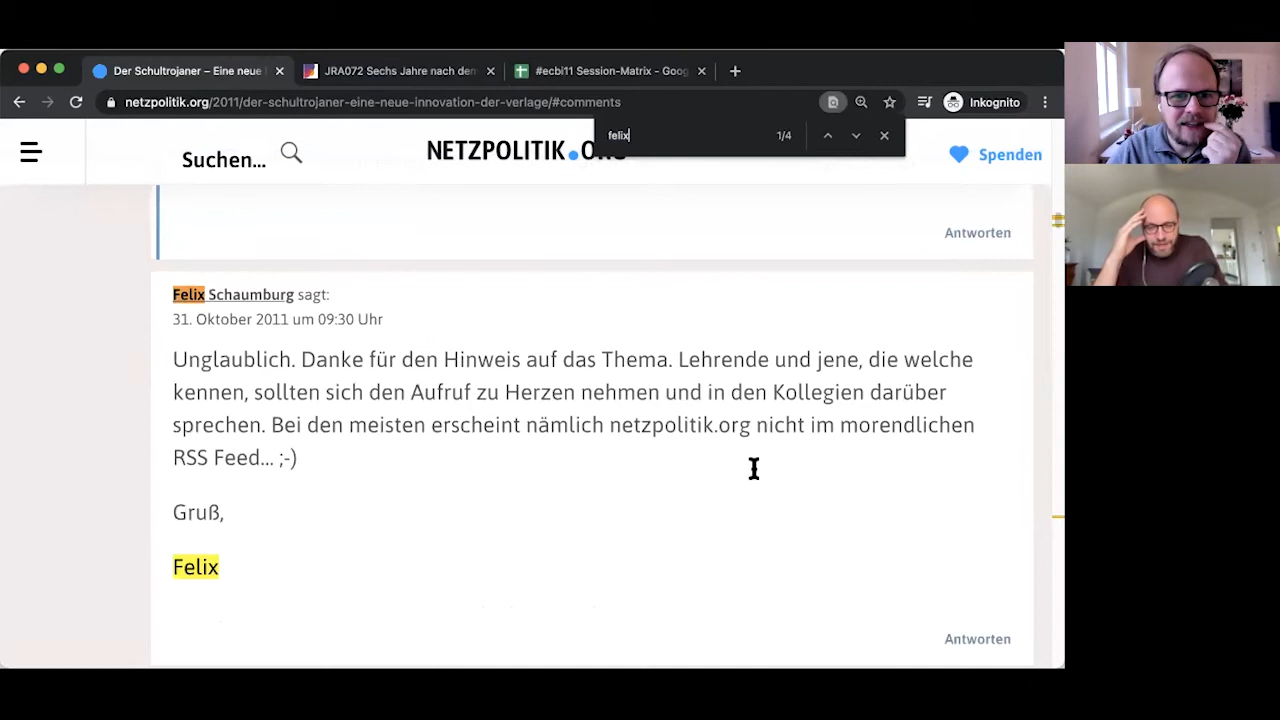 Der Schultrojaner – Eine neue
JRA072 Sechs Jahre nach den
#ecbi11 Session-Matrix - Goog
netzpolitik.org/2011/der-schultrojaner-eine-neue-innovation-der-verlage/#comments
Inkognito
felix
1/4
Suchen...
NETZPOLITIK.ORG
Spenden
Antworten
Felix Schaumburg sagt:
31. Oktober 2011 um 09:30 Uhr
Unglaublich. Danke für den Hinweis auf das Thema. Lehrende und jene, die welche
kennen, sollten sich den Aufruf zu Herzen nehmen und in den Kollegien darüber
sprechen. Bei den meisten erscheint nämlich netzpolitik.org nicht im morendlichen
RSS Feed… ;-)
Gruß,
Felix
Antworten